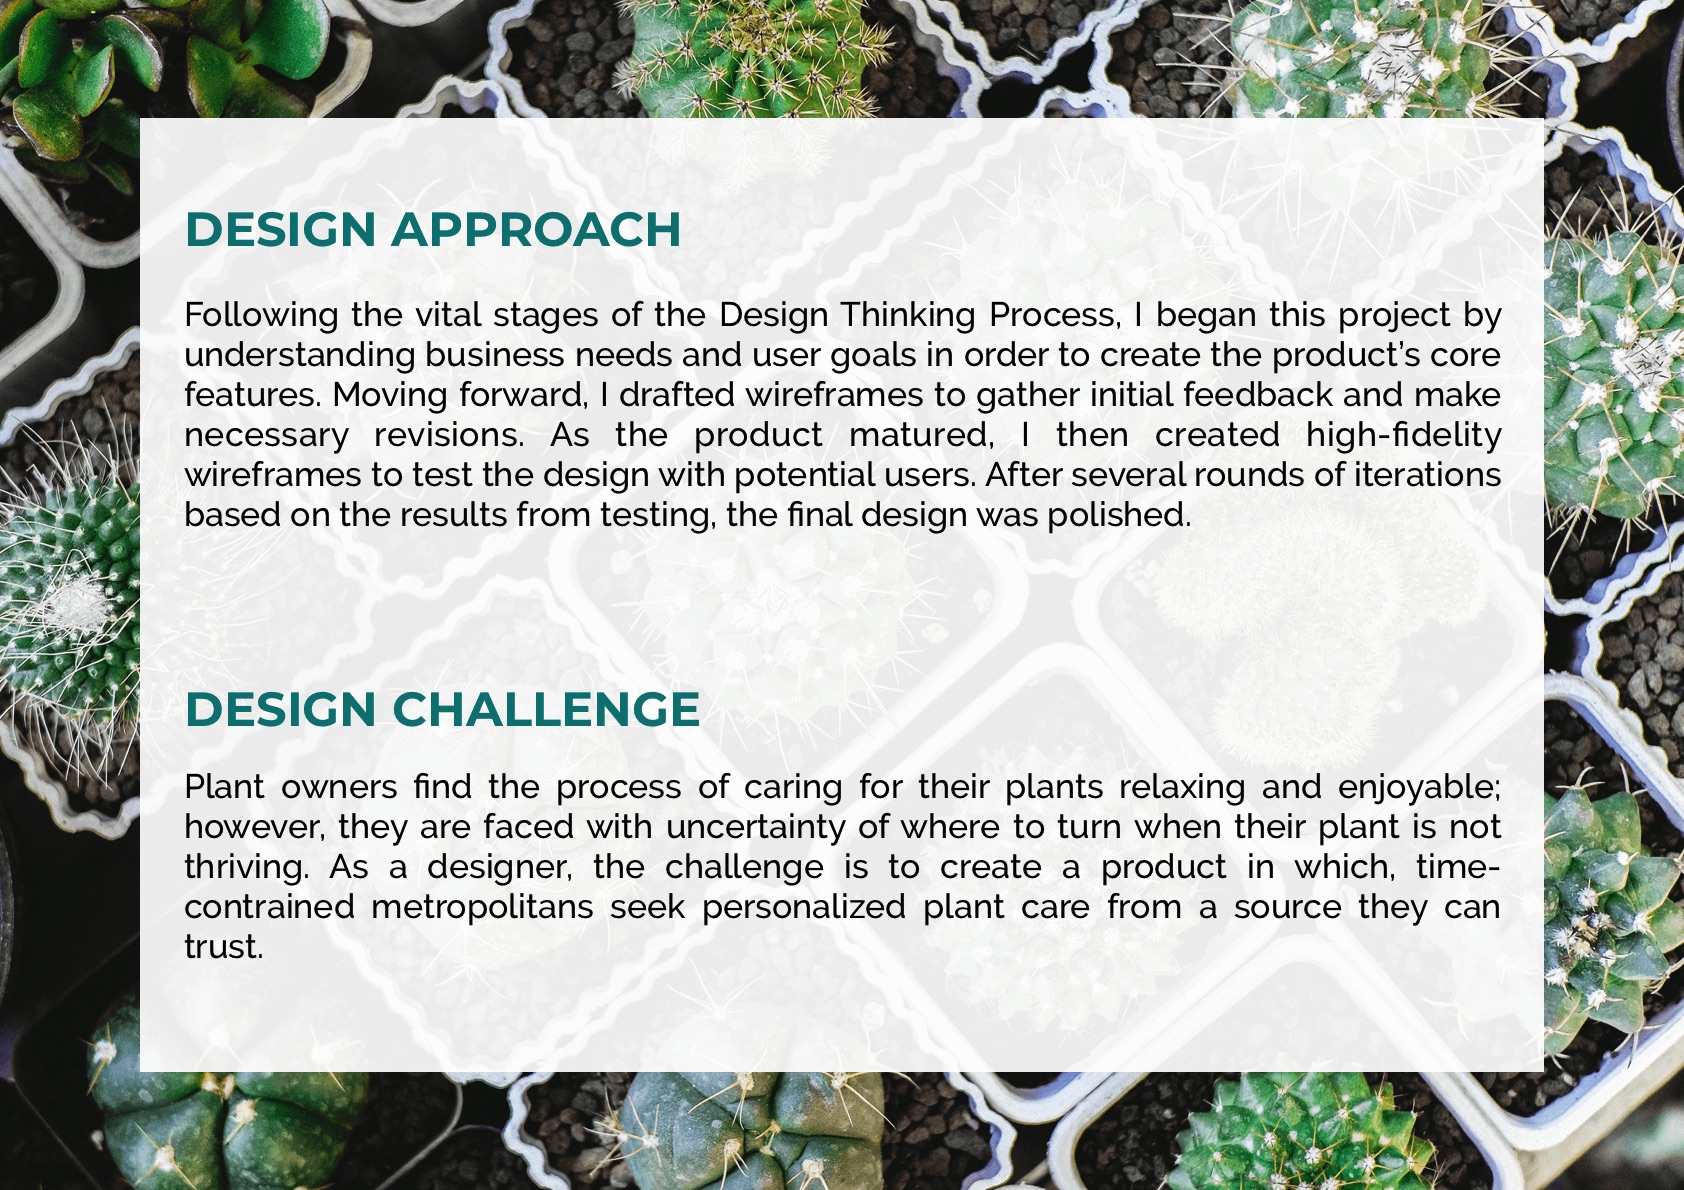 DESIGN APPROACH
Following the vital stages of the Design Thinking Process, I began this project by
understanding business needs and user goals in order to create the product’s core
features. Moving forward, I drafted wireframes to gather initial feedback and make
necessary revisions. As the product matured, I then created high-fidelity
wireframes to test the design with potential users. After several rounds of iterations
based on the results from testing, the final design was polished.
DESIGN CHALLENGE
Plant owners find the process of caring for their plants relaxing and enjoyable;
however, they are faced with uncertainty of where to turn when their plant is not
thriving. As a designer, the challenge is to create a product in which, time-
contrained metropolitans seek personalized plant care from a source they can
trust.